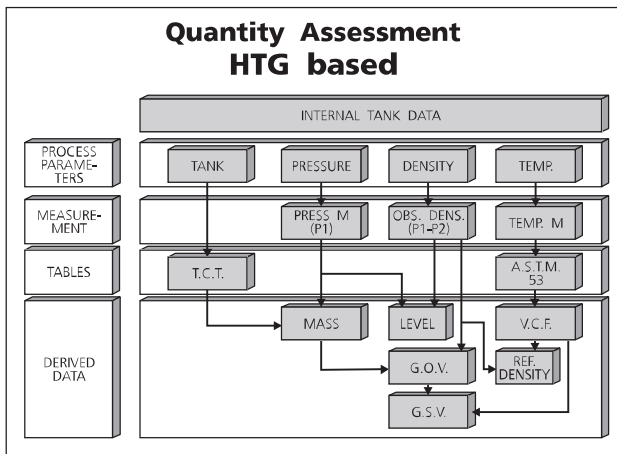 Quantity Assessment
HTG based
INTERNAL TANK DATA
PROCESS
PARAME-
TERS
TANK
PRESSURE
DENSITY
TEMP.
MEASURE-
MENT
PRESS M
(P1)
OBS. DENS.
(P1-P2)
TEMP. M
TABLES
T.C.T.
A.S.T.M.
53
DERIVED
DATA
MASS
LEVEL
V.C.F.
G.O.V.
REF.
DENSITY
G.S.V.